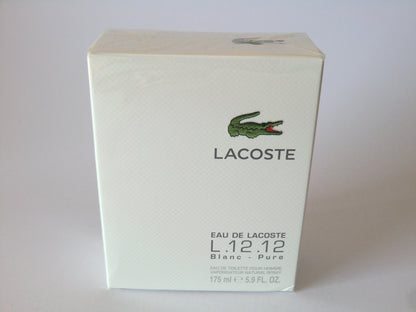 LACOSTE
EAU DE LACOSTE
L.12.12
Blanc - Pure
EAU DE TOILETTE POUR HOMME
VAPORISATEUR NATURAL SPRAY
175 ml ℮ 5.9 FL. OZ.